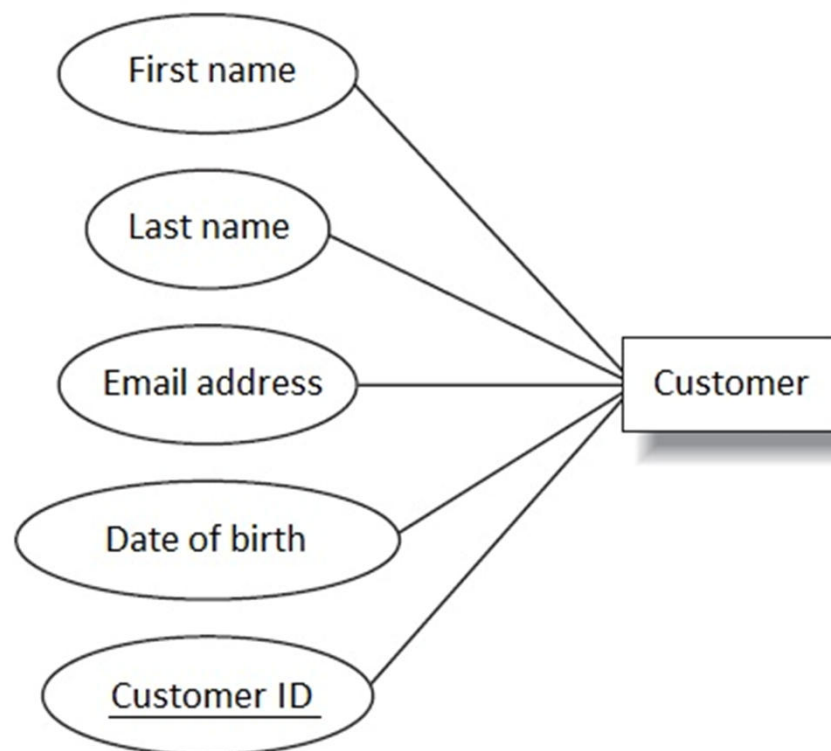 First name
Last name
Email address
Customer
Date of birth
Customer ID